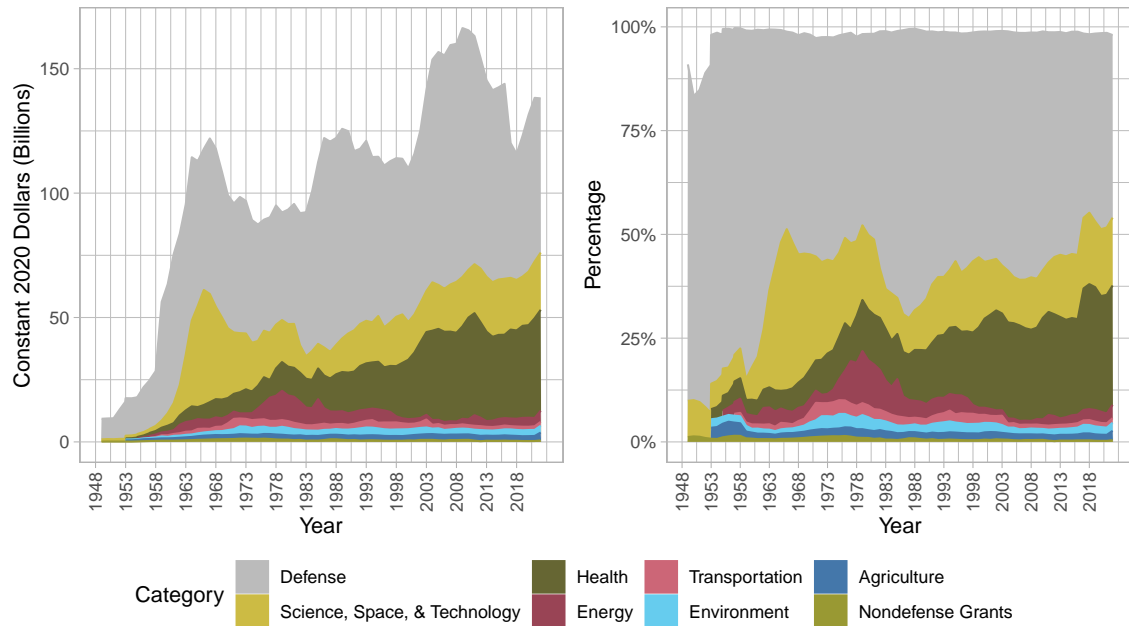 Constant 2020 Dollars (Billions)
150
100
50
0
1948 1953 1958 1963 1968 1973 1978 1983 1988 1993 1998 2003 2008 2013 2018
Year
Percentage
100%
75%
50%
25%
0%
1948 1953 1958 1963 1968 1973 1978 1983 1988 1993 1998 2003 2008 2013 2018
Year
Category
Defense
Science, Space, & Technology
Health
Energy
Transportation
Environment
Agriculture
Nondefense Grants